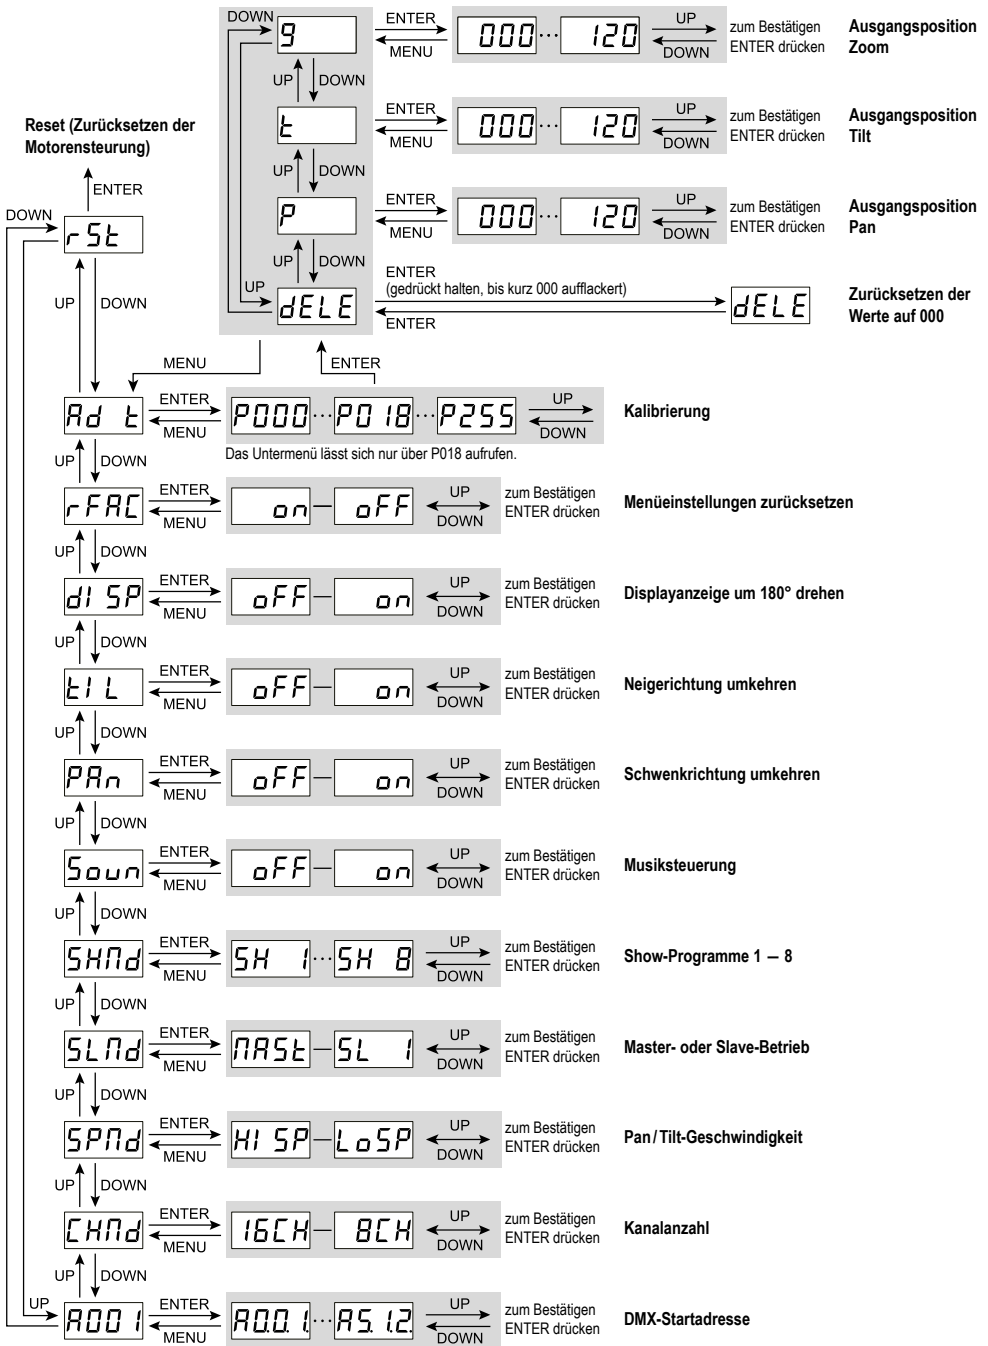 DOWN
g
ENTER
MENU
000 ... 120
UP
DOWN
zum Bestätigen
ENTER drücken
Ausgangsposition
Zoom
UP DOWN
t
ENTER
MENU
000 ... 120
UP
DOWN
zum Bestätigen
ENTER drücken
Ausgangsposition
Tilt
UP DOWN
P
ENTER
MENU
000 ... 120
UP
DOWN
zum Bestätigen
ENTER drücken
Ausgangsposition
Pan
UP DOWN
UP
dELE
ENTER
(gedrückt halten, bis kurz 000 aufflackert)
ENTER
dELE
Zurücksetzen der
Werte auf 000
Reset (Zurücksetzen der
Motorensteurung)
ENTER
DOWN
rSt
UP DOWN
MENU
ENTER
Ad t
ENTER
MENU
P000 ... P018 ... P255
UP
DOWN
Kalibrierung
Das Untermenü lässt sich nur über P018 aufrufen.
UP DOWN
rFAC
ENTER
MENU
on — oFF
UP
DOWN
zum Bestätigen
ENTER drücken
Menüeinstellungen zurücksetzen
UP DOWN
dI SP
ENTER
MENU
oFF — on
UP
DOWN
zum Bestätigen
ENTER drücken
Displayanzeige um 180° drehen
UP DOWN
tI L
ENTER
MENU
oFF — on
UP
DOWN
zum Bestätigen
ENTER drücken
Neigerichtung umkehren
UP DOWN
PAn
ENTER
MENU
oFF — on
UP
DOWN
zum Bestätigen
ENTER drücken
Schwenkrichtung umkehren
UP DOWN
Soun
ENTER
MENU
oFF — on
UP
DOWN
zum Bestätigen
ENTER drücken
Musiksteuerung
UP DOWN
SHMd
ENTER
MENU
SH 1 ... SH 8
UP
DOWN
zum Bestätigen
ENTER drücken
Show-Programme 1 — 8
UP DOWN
SLMd
ENTER
MENU
MASt — SL 1
UP
DOWN
zum Bestätigen
ENTER drücken
Master- oder Slave-Betrieb
UP DOWN
SPMd
ENTER
MENU
HI SP — LoSP
UP
DOWN
zum Bestätigen
ENTER drücken
Pan / Tilt-Geschwindigkeit
UP DOWN
CHMd
ENTER
MENU
16CH — 8CH
UP
DOWN
zum Bestätigen
ENTER drücken
Kanalanzahl
UP DOWN
UP
A001
ENTER
MENU
A0.0.1. ... A5.1.2.
UP
DOWN
zum Bestätigen
ENTER drücken
DMX-Startadresse